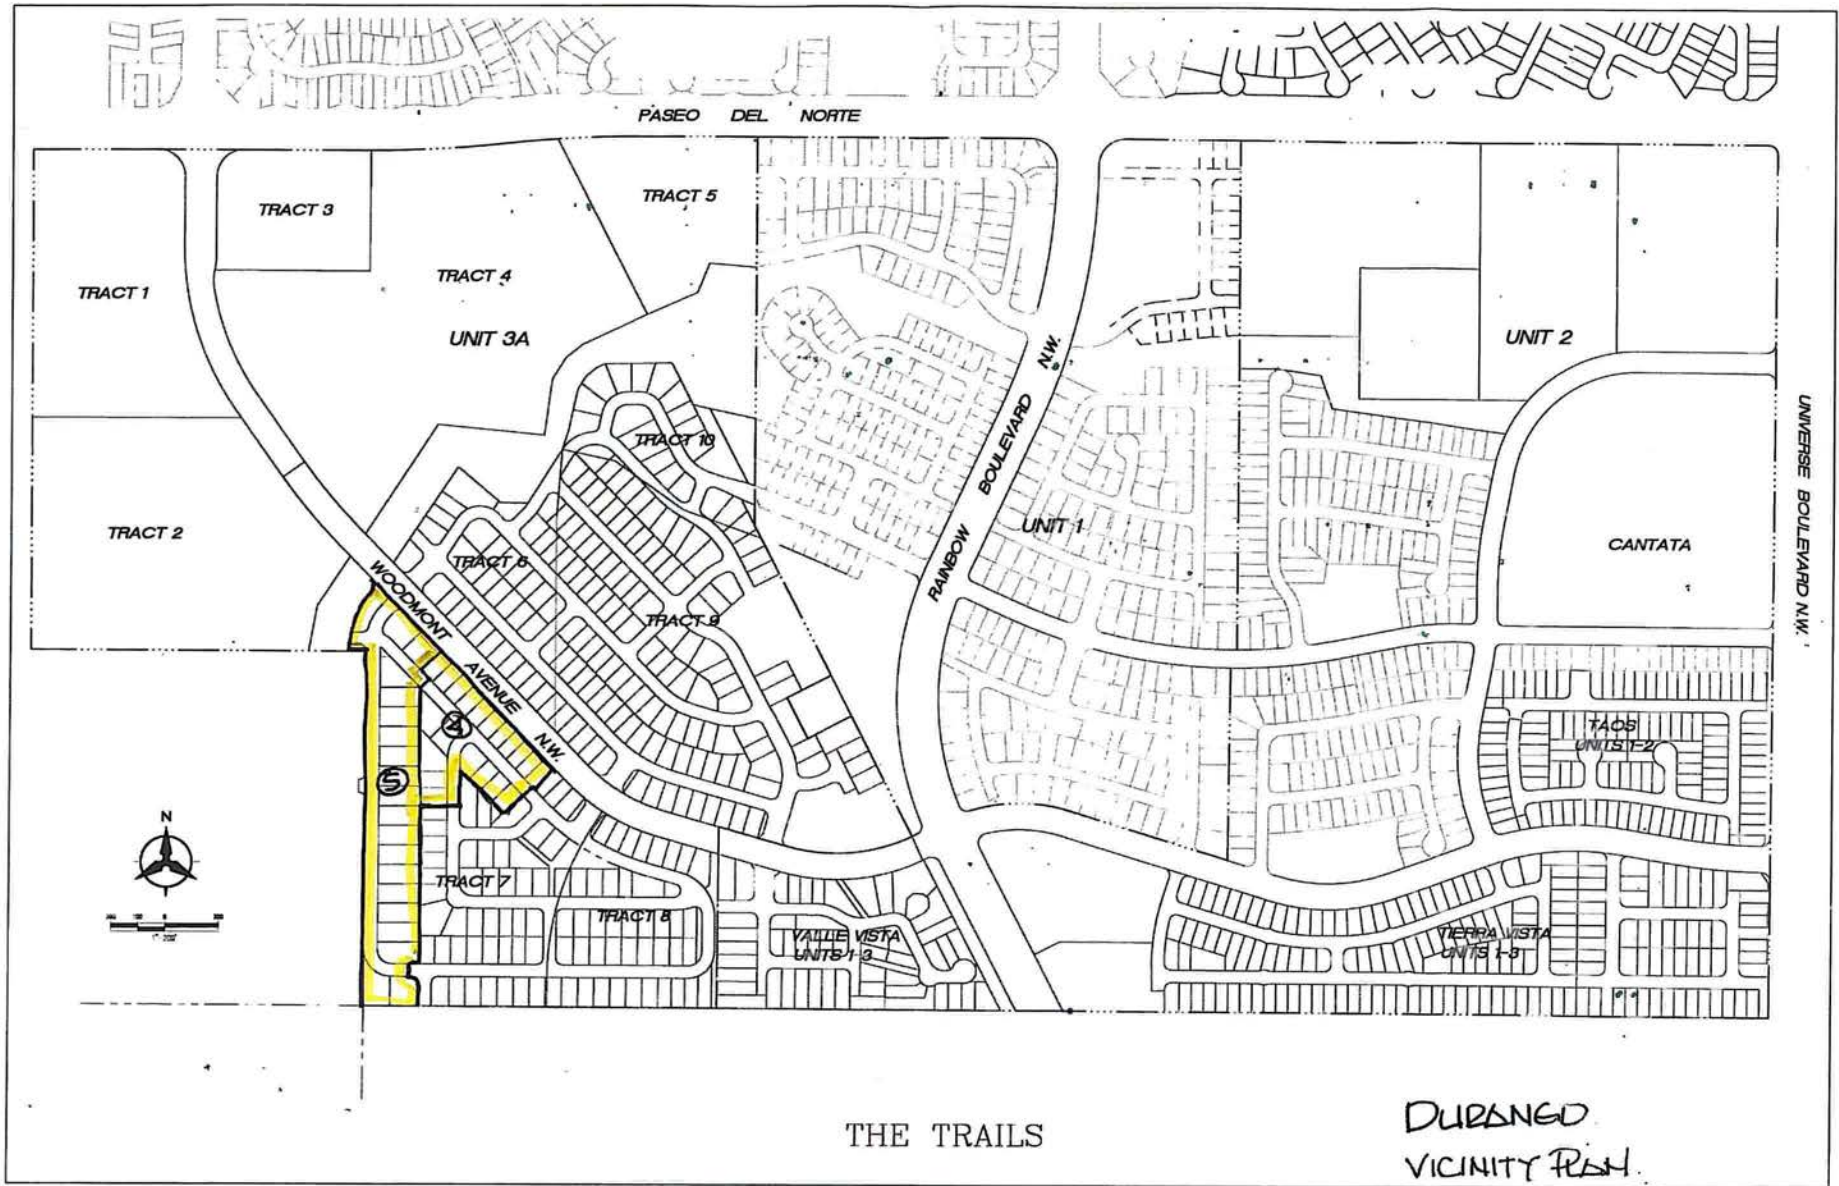 PASEO DEL NORTE
TRACT 3
TRACT 5
TRACT 1
TRACT 4
UNIT 3A
UNIT 2
N.W.
BOULEVARD
RAINBOW
UNIVERSE BOULEVARD N.W.
TRACT 10
TRACT 2
UNIT 1
CANTATA
TRACT 6
WOODMONT
AVENUE
N.W.
TRACT 9
4
5
TAOS
UNITS 1-2
N
TRACT 7
TRACT 8
VALLE VISTA
UNITS 1-3
TIERRA VISTA
UNITS 1-3
THE TRAILS
DURANGO
VICINITY PLAN.